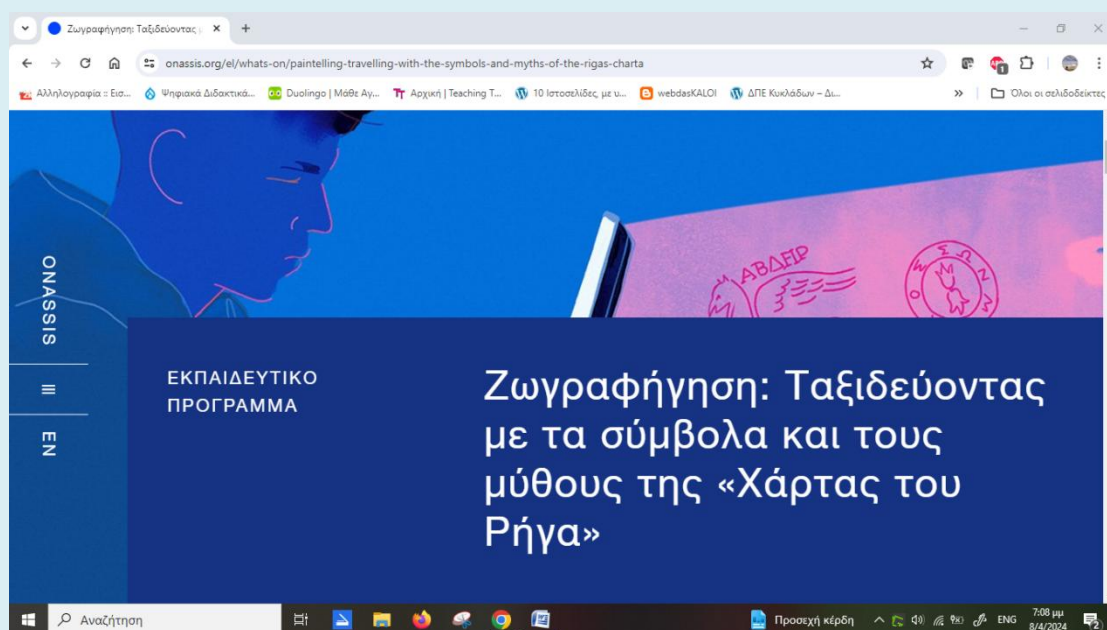 Ζωγραφήγηση: Ταξιδεύοντας
onassis.org/el/whats-on/paintelling-travelling-with-the-symbols-and-myths-of-the-rigas-charta
Αλληλογραφία :: Εισ...
Ψηφιακά Διδακτικά...
Duolingo | Μάθε Αγ...
Αρχική | Teaching T...
10 Ιστοσελίδες, με υ...
webdasKALOI
ΔΠΕ Κυκλάδων – Δι...
»
Όλοι οι σελιδοδείκτες
ΑΒΔΕΙΡ
ONASSIS
EN
ΕΚΠΑΙΔΕΥΤΙΚΟ
ΠΡΟΓΡΑΜΜΑ
Ζωγραφήγηση: Ταξιδεύοντας
με τα σύμβολα και τους
μύθους της «Χάρτας του
Ρήγα»
Αναζήτηση
Προσεχή κέρδη
ENG
7:08 μμ
8/4/2024